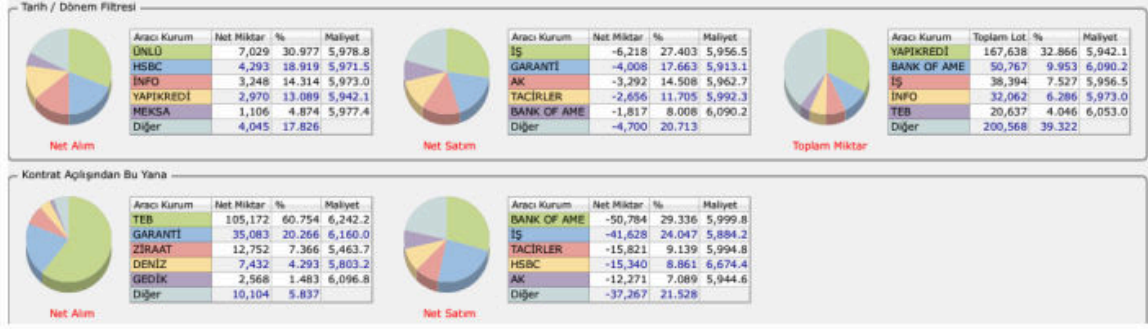 Tarih / Dönem Filtresi
Aracı Kurum Net Miktar % Maliyet
ÜNLÜ 7,029 30.977 5,978.8
HSBC 4,293 18.919 5,971.5
İNFO 3,248 14.314 5,973.0
YAPIKREDİ 2,970 13.089 5,942.1
MEKSA 1,106 4.874 5,977.4
Diğer 4,045 17.826
Net Alım
Aracı Kurum Net Miktar % Maliyet
İŞ -6,218 27.403 5,956.5
GARANTİ -4,008 17.663 5,913.1
AK -3,292 14.508 5,962.7
TACİRLER -2,656 11.705 5,992.3
BANK OF AME -1,817 8.008 6,090.2
Diğer -4,700 20.713
Net Satım
Aracı Kurum Toplam Lot % Maliyet
YAPIKREDİ 167,638 32.866 5,942.1
BANK OF AME 50,767 9.953 6,090.2
İŞ 38,394 7.527 5,956.5
İNFO 32,062 6.286 5,973.0
TEB 20,637 4.046 6,053.0
Diğer 200,568 39.322
Toplam Miktar
Kontrat Açılışından Bu Yana
Aracı Kurum Net Miktar % Maliyet
TEB 105,172 60.754 6,242.2
GARANTİ 35,083 20.266 6,160.0
ZİRAAT 12,752 7.366 5,463.7
DENİZ 7,432 4.293 5,803.2
GEDİK 2,568 1.483 6,096.8
Diğer 10,104 5.837
Net Alım
Aracı Kurum Net Miktar % Maliyet
BANK OF AME -50,784 29.336 5,999.8
İŞ -41,628 24.047 5,884.2
TACİRLER -15,821 9.139 5,994.8
HSBC -15,340 8.861 6,674.4
AK -12,271 7.089 5,944.6
Diğer -37,267 21.528
Net Satım